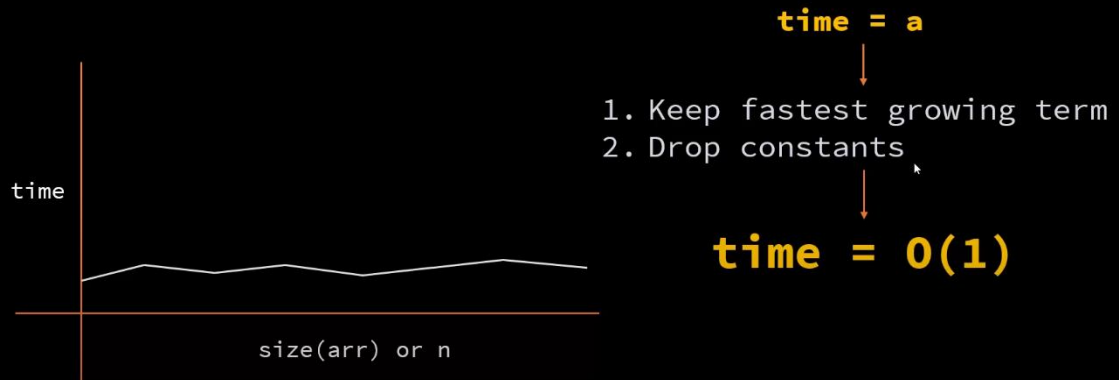 time = a
1. Keep fastest growing term
2. Drop constants
time
time = O(1)
size(arr) or n